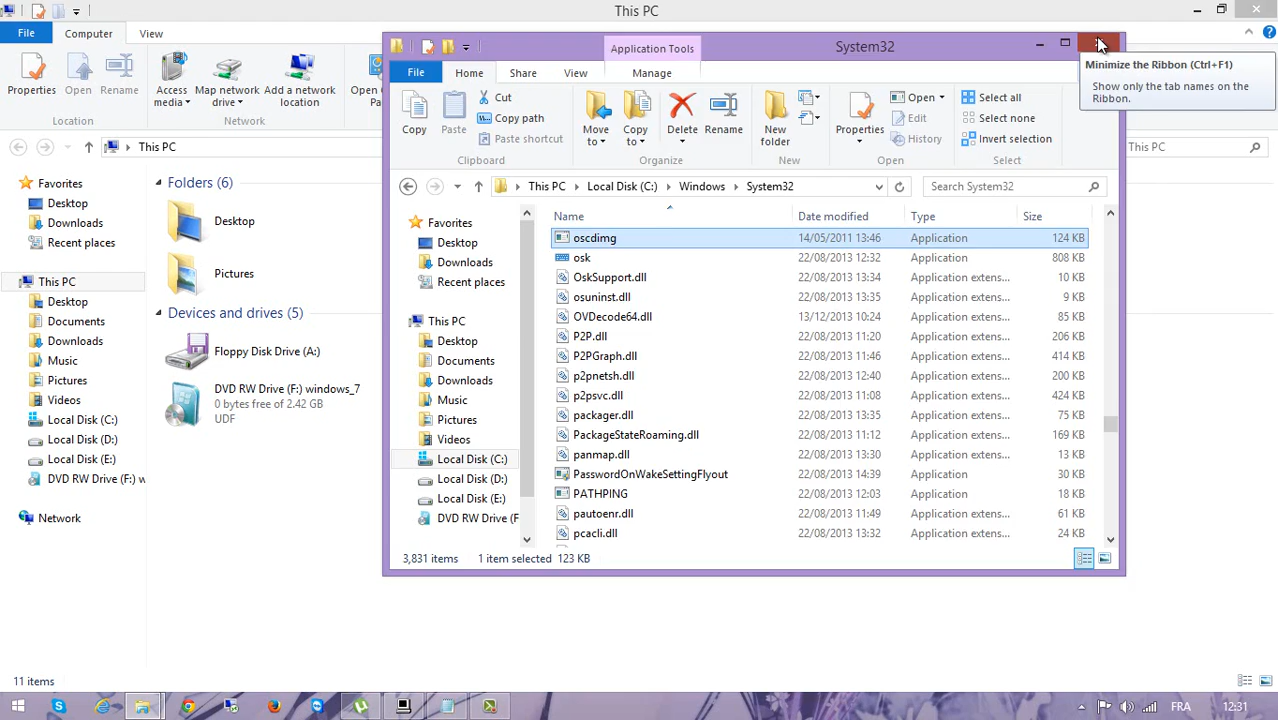 This PC
File Computer View
Properties Open Rename
Access media Map network drive Add a network location Open
Location
Network
This PC
This PC
Favorites
Desktop
Downloads
Recent places
This PC
Desktop
Documents
Downloads
Music
Pictures
Videos
Local Disk (C:)
Local Disk (D:)
Local Disk (E:)
DVD RW Drive (F:) w
Network
Folders (6)
Desktop
Pictures
Devices and drives (5)
Floppy Disk Drive (A:)
DVD RW Drive (F:) windows_7
0 bytes free of 2.42 GB
UDF
11 items
Application Tools
System32
File Home Share View Manage
Minimize the Ribbon (Ctrl+F1)
Show only the tab names on the
Ribbon.
Copy Paste
Cut
Copy path
Paste shortcut
Clipboard
Move to Copy to Delete Rename
Organize
New folder
New
Properties
Open
Edit
History
Open
Select all
Select none
Invert selection
Select
This PC Local Disk (C:) Windows System32
Search System32
Favorites
Desktop
Downloads
Recent places
This PC
Desktop
Documents
Downloads
Music
Pictures
Videos
Local Disk (C:)
Local Disk (D:)
Local Disk (E:)
DVD RW Drive (F
Name Date modified Type Size
oscdimg 14/05/2011 13:46 Application 124 KB
osk 22/08/2013 12:32 Application 808 KB
OskSupport.dll 22/08/2013 13:34 Application extens... 10 KB
osuninst.dll 22/08/2013 13:35 Application extens... 9 KB
OVDecode64.dll 13/12/2013 10:24 Application extens... 85 KB
P2P.dll 22/08/2013 11:20 Application extens... 206 KB
P2PGraph.dll 22/08/2013 11:46 Application extens... 414 KB
p2pnetsh.dll 22/08/2013 12:40 Application extens... 200 KB
p2psvc.dll 22/08/2013 11:08 Application extens... 424 KB
packager.dll 22/08/2013 13:35 Application extens... 75 KB
PackageStateRoaming.dll 22/08/2013 11:12 Application extens... 169 KB
panmap.dll 22/08/2013 13:30 Application extens... 13 KB
PasswordOnWakeSettingFlyout 22/08/2013 14:39 Application 30 KB
PATHPING 22/08/2013 12:03 Application 18 KB
pautoenr.dll 22/08/2013 11:49 Application extens... 61 KB
pcacli.dll 22/08/2013 13:32 Application extens... 24 KB
3,831 items 1 item selected 123 KB
FRA 12:31